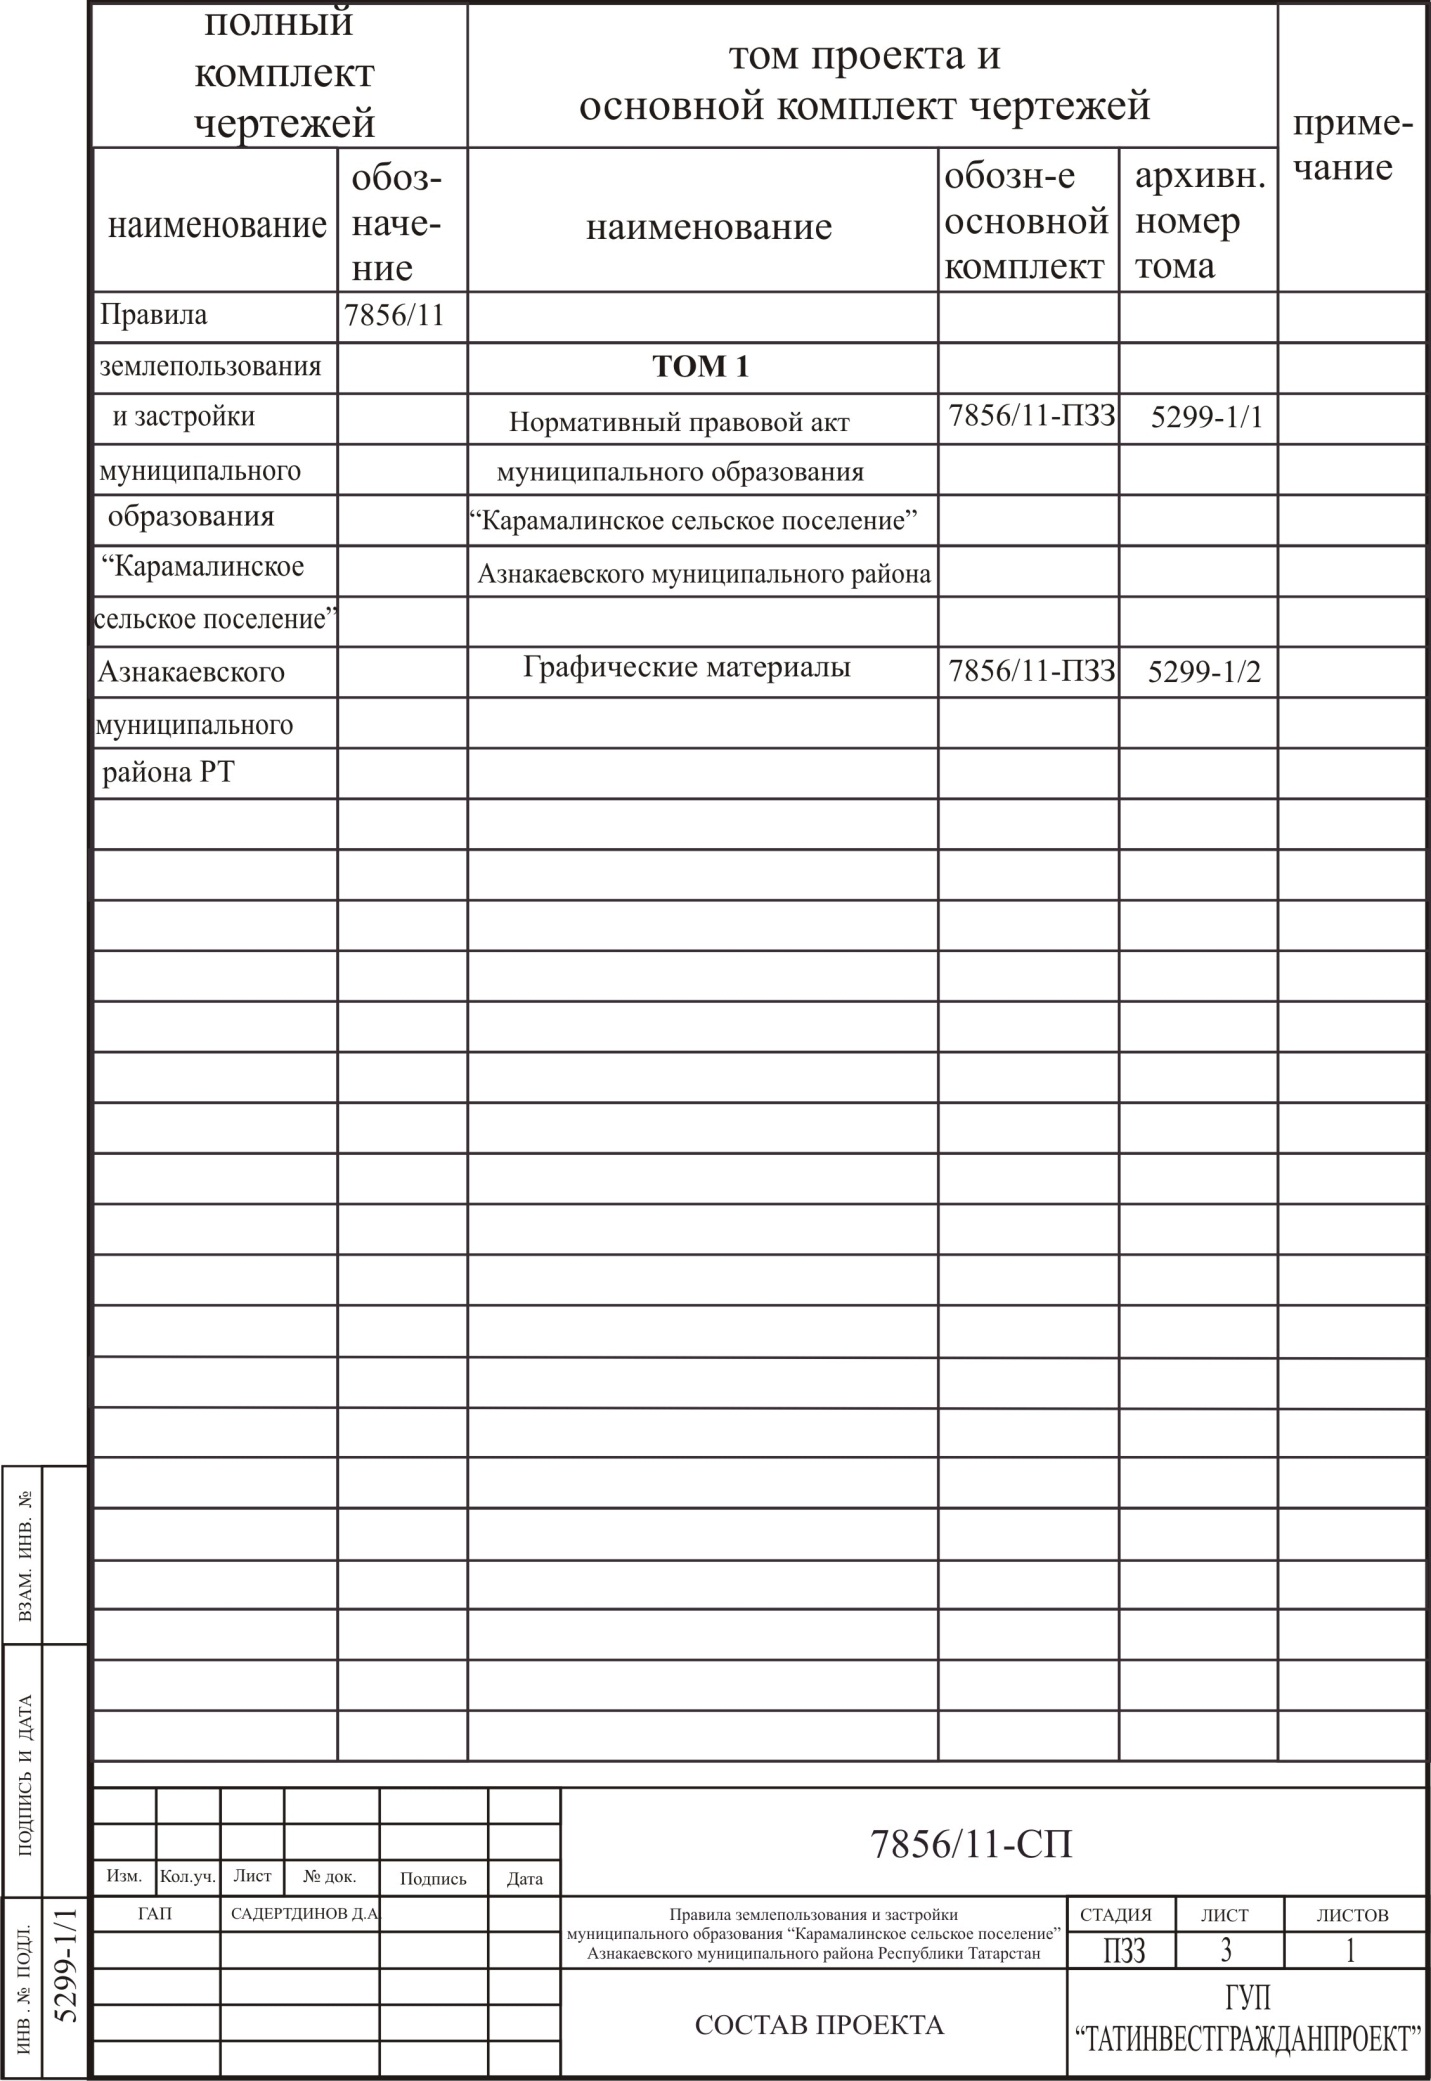 полный
комплект
чертежей
том проекта и
основной комплект чертежей
приме-
чание
наименование
обоз-
наче-
ние
наименование
обозн-е
основной
комплект
архивн.
номер
тома
Правила 7856/11
землепользования ТОМ 1
и застройки Нормативный правовой акт 7856/11-ПЗЗ 5299-1/1
муниципального муниципального образования
образования “Карамалинское сельское поселение”
“Карамалинское Азнакаевского муниципального района
сельское поселение”
Азнакаевского Графические материалы 7856/11-ПЗЗ 5299-1/2
муниципального
района РТ
ВЗАМ. ИНВ. №
ПОДПИСЬ И ДАТА
ИНВ . № ПОДЛ.
5299-1/1
7856/11-СП
Изм. Кол.уч. Лист № док. Подпись Дата
ГАП САДЕРТДИНОВ Д.А.
Правила землепользования и застройки
муниципального образования “Карамалинское сельское поселение”
Азнакаевского муниципального района Республики Татарстан
СТАДИЯ ЛИСТ ЛИСТОВ
ПЗЗ 3 1
СОСТАВ ПРОЕКТА
ГУП
“ТАТИНВЕСТГРАЖДАНПРОЕКТ”